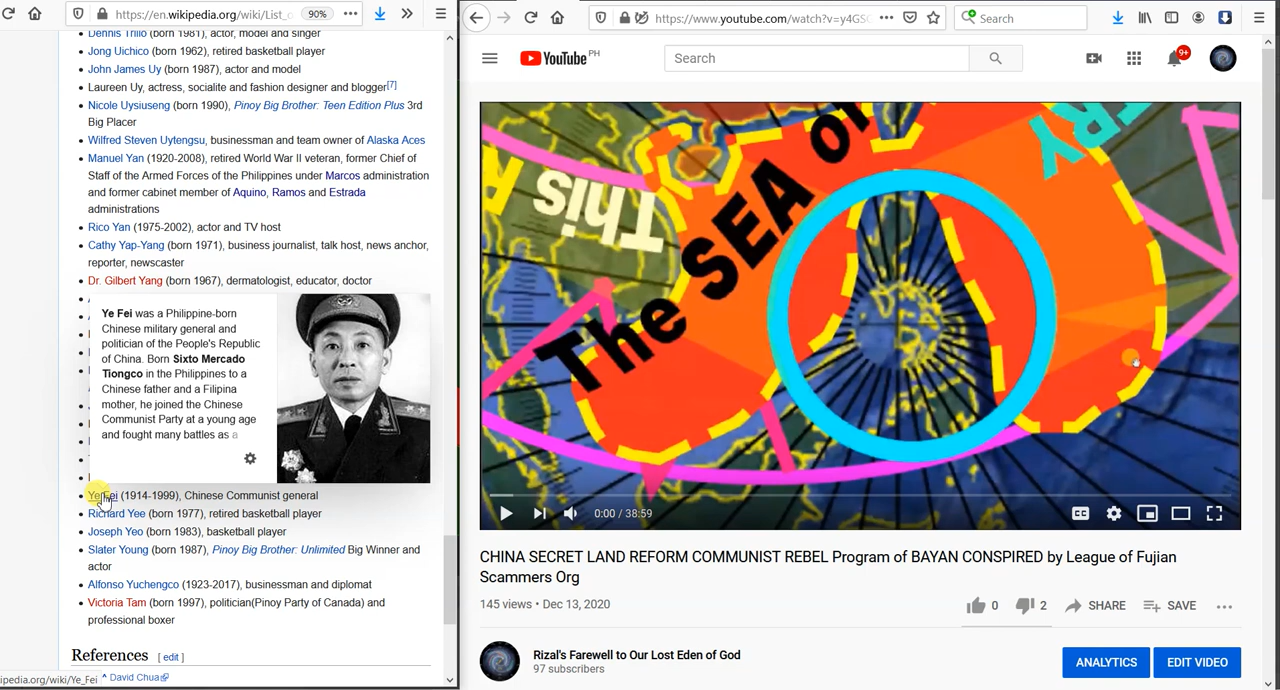 https://en.wikipedia.org/wiki/List_o
90%
Dennis Trillo (born 1981), actor, model and singer
Jong Uichico (born 1962), retired basketball player
John James Uy (born 1987), actor and model
Laureen Uy, actress, socialite and fashion designer and blogger[7]
Nicole Uysiuseng (born 1990), Pinoy Big Brother: Teen Edition Plus 3rd
Big Placer
Wilfred Steven Uytengsu, businessman and team owner of Alaska Aces
Manuel Yan (1920-2008), retired World War II veteran, former Chief of
Staff of the Armed Forces of the Philippines under Marcos administration
and former cabinet member of Aquino, Ramos and Estrada
administrations
Rico Yan (1975-2002), actor and TV host
Cathy Yap-Yang (born 1971), business journalist, talk host, news anchor,
reporter, newscaster
Dr. Gilbert Yang (born 1967), dermatologist, educator, doctor
Ye Fei was a Philippine-born
Chinese military general and
politician of the People's Republic
of China. Born Sixto Mercado
Tiongco in the Philippines to a
Chinese father and a Filipina
mother, he joined the Chinese
Communist Party at a young age
and fought many battles as a
Ye Fei (1914-1999), Chinese Communist general
Richard Yee (born 1977), retired basketball player
Joseph Yeo (born 1983), basketball player
Slater Young (born 1987), Pinoy Big Brother: Unlimited Big Winner and
actor
Alfonso Yuchengco (1923-2017), businessman and diplomat
Victoria Tam (born 1997), politician(Pinoy Party of Canada) and
professional boxer
References [ edit ]
ipedia.org/wiki/Ye_Fei
^ David Chua
https://www.youtube.com/watch?v=y4GS
Search
YouTube PH
Search
9+
This
The SEA of
ERY
0:00 / 38:59
CC
CHINA SECRET LAND REFORM COMMUNIST REBEL Program of BAYAN CONSPIRED by League of Fujian
Scammers Org
145 views • Dec 13, 2020
0
2
SHARE
SAVE
Rizal's Farewell to Our Lost Eden of God
97 subscribers
ANALYTICS
EDIT VIDEO